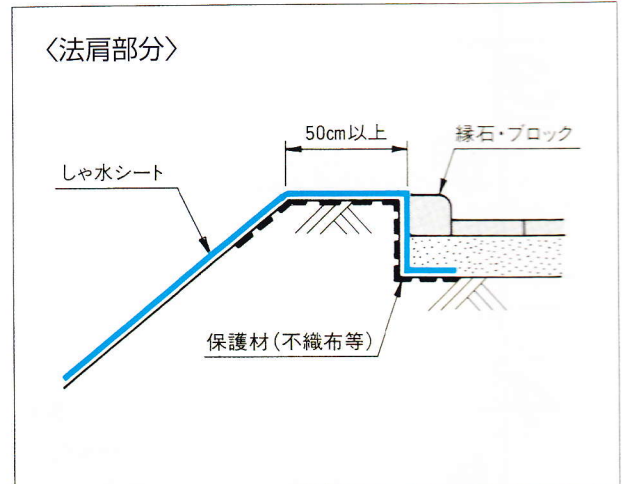 〈法肩部分〉
50cm以上
縁石・ブロック
しゃ水シート
保護材(不織布等)